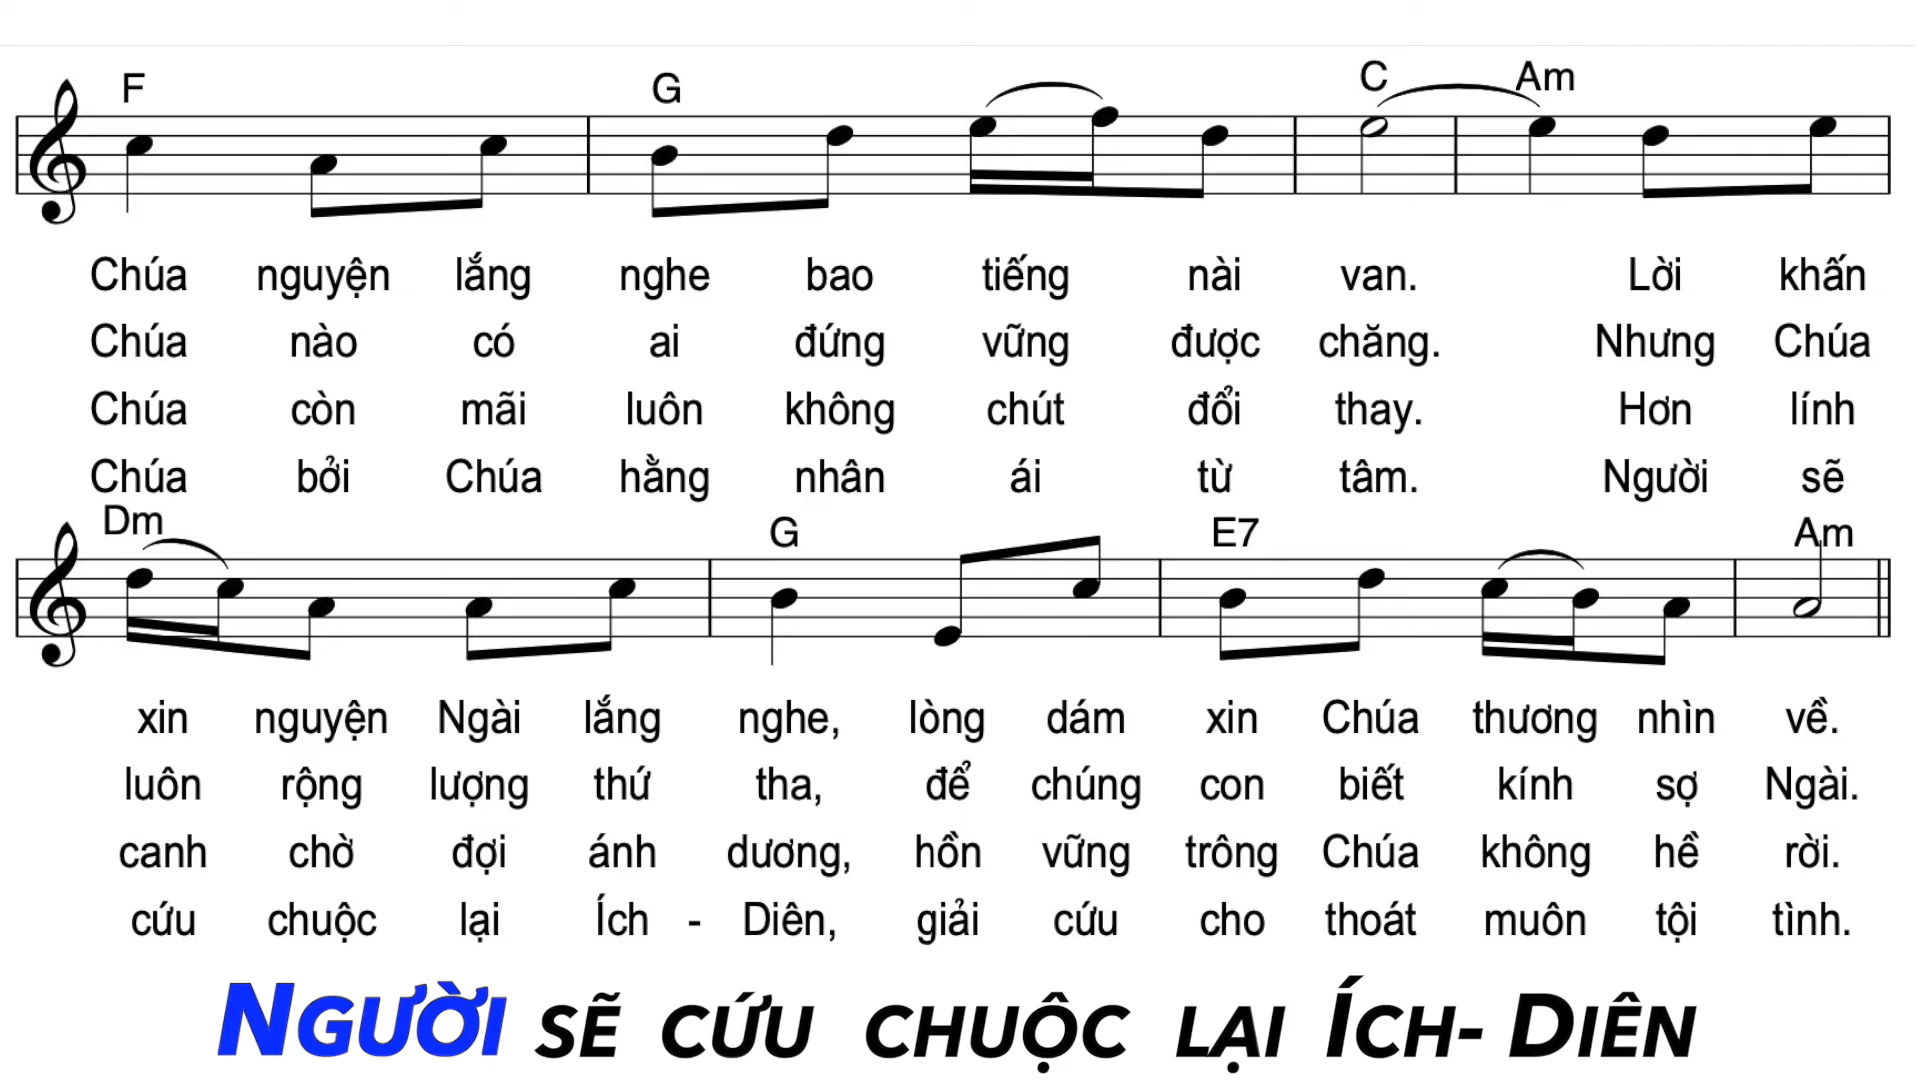 F G C Am
Chúa nguyện lắng nghe bao tiếng nài van. Lời khấn
Chúa nào có ai đứng vững được chăng. Nhưng Chúa
Chúa còn mãi luôn không chút đổi thay. Hơn lính
Chúa bởi Chúa hằng nhân ái từ tâm. Người sẽ
Dm G E7 Am
xin nguyện Ngài lắng nghe, lòng dám xin Chúa thương nhìn về.
luôn rộng lượng thứ tha, để chúng con biết kính sợ Ngài.
canh chờ đợi ánh dương, hồn vững trông Chúa không hề rời.
cứu chuộc lại Ích - Diên, giải cứu cho thoát muôn tội tình.
NGƯỜI SẼ CỨU CHUỘC LẠI ÍCH- DIÊN